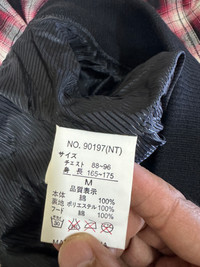 NO. 90197(NT)
サイズ
チェスト 88~96
身長 165~175
M
品質表示
本体 綿 100%
裏地 ポリエステル 100%
フード 綿 100%